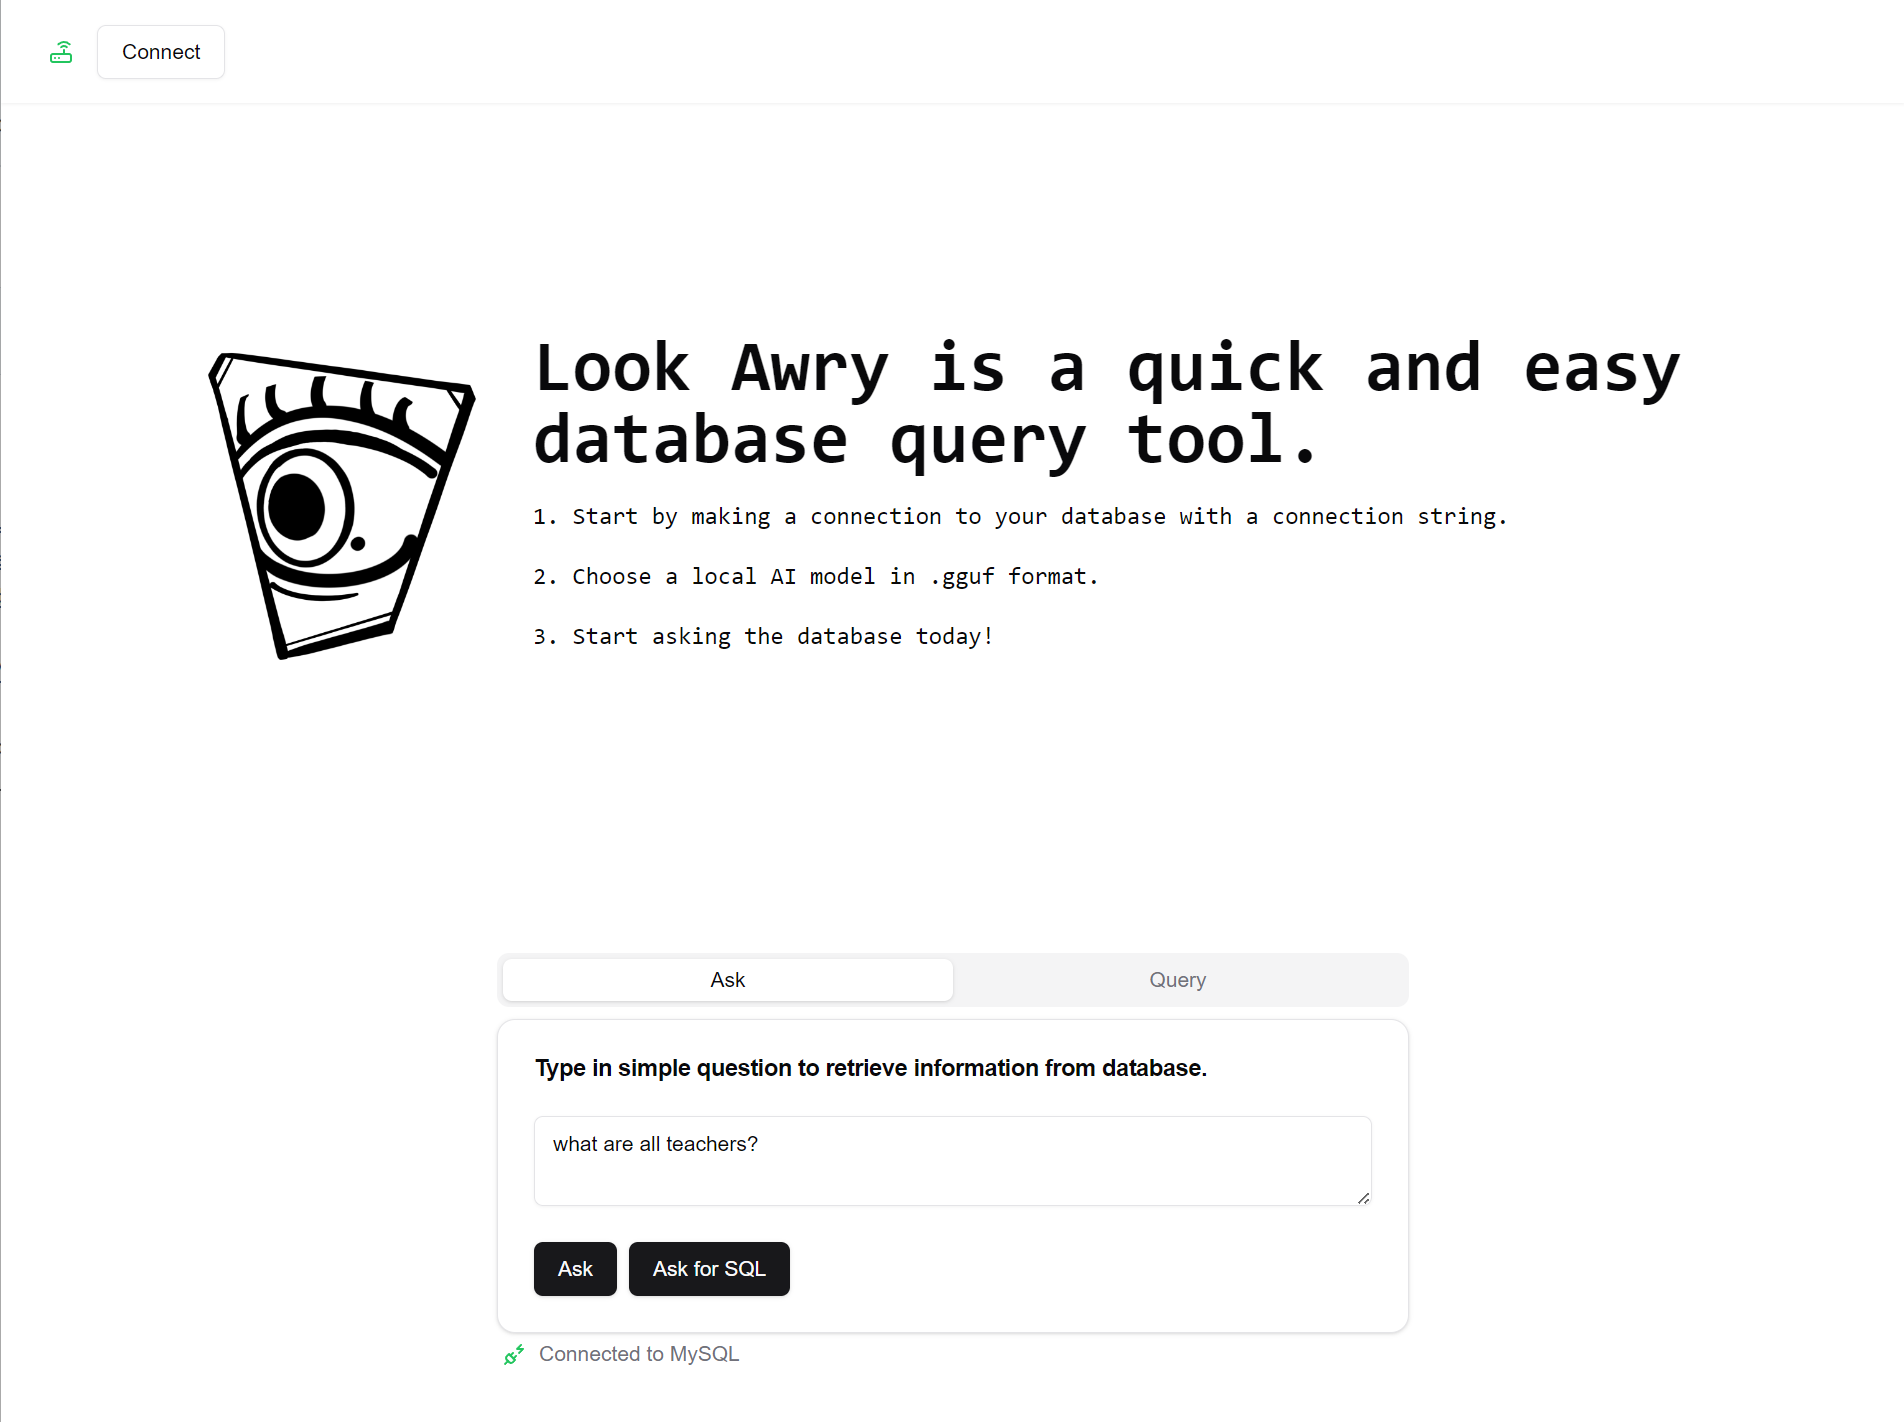 Connect
Look Awry is a quick and easy
database query tool.
1. Start by making a connection to your database with a connection string.
2. Choose a local AI model in .gguf format.
3. Start asking the database today!
Ask
Query
Type in simple question to retrieve information from database.
what are all teachers?
Ask
Ask for SQL
Connected to MySQL